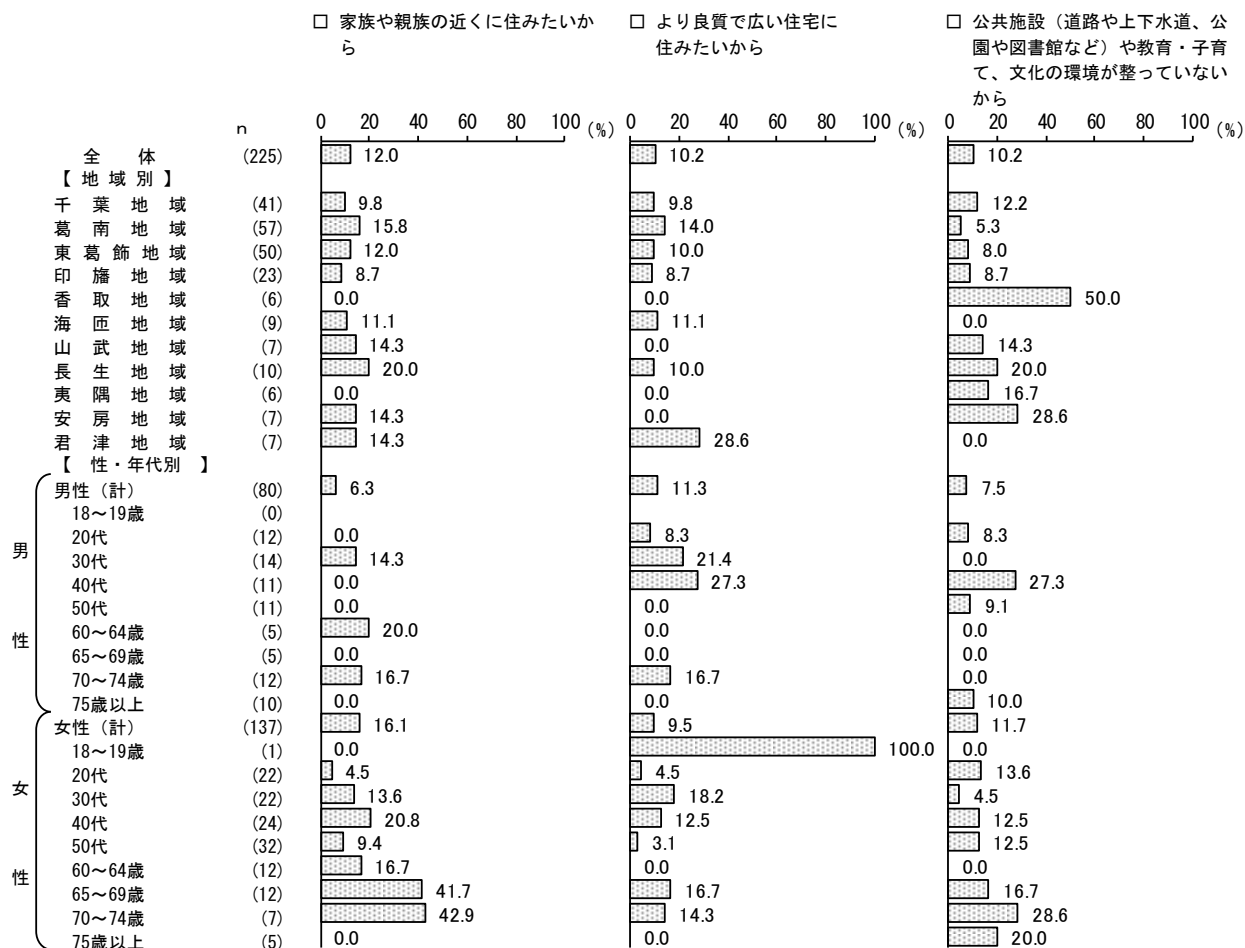 □ 家族や親族の近くに住みたいか
ら
□ より良質で広い住宅に
住みたいから
□ 公共施設（道路や上下水道、公
園や図書館など）や教育・子育
て、文化の環境が整っていない
から
n
0 20 40 60 80 100 (%)
0 20 40 60 80 100 (%)
0 20 40 60 80 100 (%)
全体 (225) 12.0 10.2 10.2
【地域別】
千葉地域 (41) 9.8 9.8 12.2
葛南地域 (57) 15.8 14.0 5.3
東葛飾地域 (50) 12.0 10.0 8.0
印旛地域 (23) 8.7 8.7 8.7
香取地域 (6) 0.0 0.0 50.0
海匝地域 (9) 11.1 11.1 0.0
山武地域 (7) 14.3 0.0 14.3
長生地域 (10) 20.0 10.0 20.0
夷隅地域 (6) 0.0 0.0 16.7
安房地域 (7) 14.3 0.0 28.6
君津地域 (7) 14.3 28.6 0.0
【性・年代別】
男性
男性（計） (80) 6.3 11.3 7.5
18～19歳 (0)
20代 (12) 0.0 8.3 8.3
30代 (14) 14.3 21.4 0.0
40代 (11) 0.0 27.3 27.3
50代 (11) 0.0 0.0 9.1
60～64歳 (5) 20.0 0.0 0.0
65～69歳 (5) 0.0 0.0 0.0
70～74歳 (12) 16.7 16.7 0.0
75歳以上 (10) 0.0 0.0 10.0
女性
女性（計） (137) 16.1 9.5 11.7
18～19歳 (1) 0.0 100.0 0.0
20代 (22) 4.5 4.5 13.6
30代 (22) 13.6 18.2 4.5
40代 (24) 20.8 12.5 12.5
50代 (32) 9.4 3.1 12.5
60～64歳 (12) 16.7 0.0 0.0
65～69歳 (12) 41.7 16.7 16.7
70～74歳 (7) 42.9 14.3 28.6
75歳以上 (5) 0.0 0.0 20.0